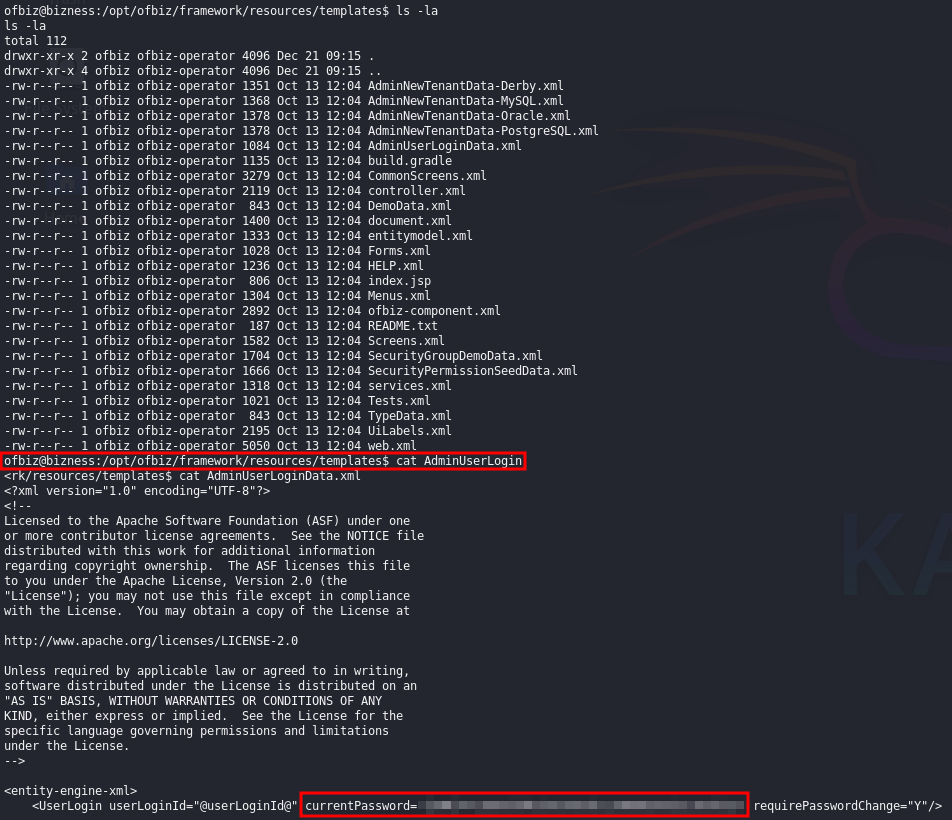 ofbiz@bizness:/opt/ofbiz/framework/resources/templates$ ls -la
ls -la
total 112
drwxr-xr-x 2 ofbiz ofbiz-operator 4096 Dec 21 09:15 .
drwxr-xr-x 4 ofbiz ofbiz-operator 4096 Dec 21 09:15 ..
-rw-r--r-- 1 ofbiz ofbiz-operator 1351 Oct 13 12:04 AdminNewTenantData-Derby.xml
-rw-r--r-- 1 ofbiz ofbiz-operator 1368 Oct 13 12:04 AdminNewTenantData-MySQL.xml
-rw-r--r-- 1 ofbiz ofbiz-operator 1378 Oct 13 12:04 AdminNewTenantData-Oracle.xml
-rw-r--r-- 1 ofbiz ofbiz-operator 1378 Oct 13 12:04 AdminNewTenantData-PostgreSQL.xml
-rw-r--r-- 1 ofbiz ofbiz-operator 1084 Oct 13 12:04 AdminUserLoginData.xml
-rw-r--r-- 1 ofbiz ofbiz-operator 1135 Oct 13 12:04 build.gradle
-rw-r--r-- 1 ofbiz ofbiz-operator 3279 Oct 13 12:04 CommonScreens.xml
-rw-r--r-- 1 ofbiz ofbiz-operator 2119 Oct 13 12:04 controller.xml
-rw-r--r-- 1 ofbiz ofbiz-operator  843 Oct 13 12:04 DemoData.xml
-rw-r--r-- 1 ofbiz ofbiz-operator 1400 Oct 13 12:04 document.xml
-rw-r--r-- 1 ofbiz ofbiz-operator 1333 Oct 13 12:04 entitymodel.xml
-rw-r--r-- 1 ofbiz ofbiz-operator 1028 Oct 13 12:04 Forms.xml
-rw-r--r-- 1 ofbiz ofbiz-operator 1236 Oct 13 12:04 HELP.xml
-rw-r--r-- 1 ofbiz ofbiz-operator  806 Oct 13 12:04 index.jsp
-rw-r--r-- 1 ofbiz ofbiz-operator 1304 Oct 13 12:04 Menus.xml
-rw-r--r-- 1 ofbiz ofbiz-operator 2892 Oct 13 12:04 ofbiz-component.xml
-rw-r--r-- 1 ofbiz ofbiz-operator  187 Oct 13 12:04 README.txt
-rw-r--r-- 1 ofbiz ofbiz-operator 1582 Oct 13 12:04 Screens.xml
-rw-r--r-- 1 ofbiz ofbiz-operator 1704 Oct 13 12:04 SecurityGroupDemoData.xml
-rw-r--r-- 1 ofbiz ofbiz-operator 1666 Oct 13 12:04 SecurityPermissionSeedData.xml
-rw-r--r-- 1 ofbiz ofbiz-operator 1318 Oct 13 12:04 services.xml
-rw-r--r-- 1 ofbiz ofbiz-operator 1021 Oct 13 12:04 Tests.xml
-rw-r--r-- 1 ofbiz ofbiz-operator  843 Oct 13 12:04 TypeData.xml
-rw-r--r-- 1 ofbiz ofbiz-operator 2195 Oct 13 12:04 UiLabels.xml
-rw-r--r-- 1 ofbiz ofbiz-operator 5050 Oct 13 12:04 web.xml
ofbiz@bizness:/opt/ofbiz/framework/resources/templates$ cat AdminUserLogin
<rk/resources/templates$ cat AdminUserLoginData.xml
<?xml version="1.0" encoding="UTF-8"?>
<!--
Licensed to the Apache Software Foundation (ASF) under one
or more contributor license agreements.  See the NOTICE file
distributed with this work for additional information
regarding copyright ownership.  The ASF licenses this file
to you under the Apache License, Version 2.0 (the
"License"); you may not use this file except in compliance
with the License.  You may obtain a copy of the License at

http://www.apache.org/licenses/LICENSE-2.0

Unless required by applicable law or agreed to in writing,
software distributed under the License is distributed on an
"AS IS" BASIS, WITHOUT WARRANTIES OR CONDITIONS OF ANY
KIND, either express or implied.  See the License for the
specific language governing permissions and limitations
under the License.
-->

<entity-engine-xml>
    <UserLogin userLoginId="@userLoginId@" currentPassword= requirePasswordChange="Y"/>
KA